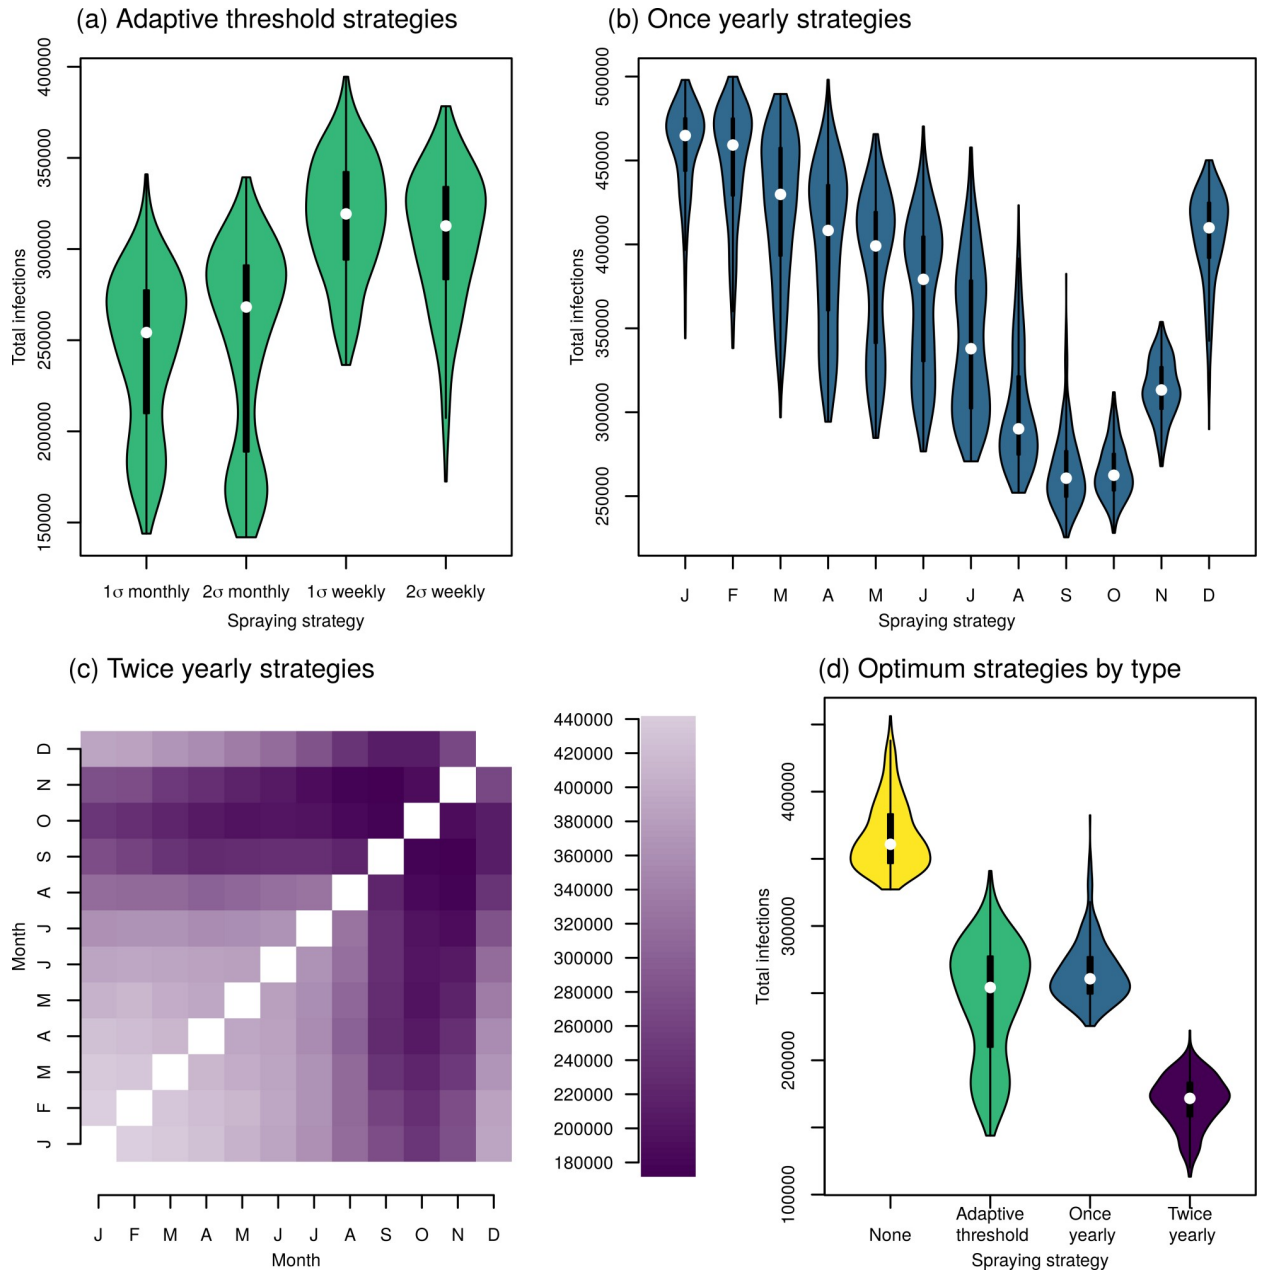 (a) Adaptive threshold strategies
Total infections
400000
350000
300000
250000
200000
150000
1σ monthly 2σ monthly 1σ weekly 2σ weekly
Spraying strategy
(b) Once yearly strategies
Total infections
500000
450000
400000
350000
300000
250000
J F M A M J J A S O N D
Spraying strategy
(c) Twice yearly strategies
Month
D
N
O
S
A
J
J
M
A
M
F
J
J F M A M J J A S O N D
Month
440000
420000
400000
380000
360000
340000
320000
300000
280000
260000
240000
220000
200000
180000
(d) Optimum strategies by type
Total infections
400000
300000
200000
100000
None
Adaptive
threshold
Once
yearly
Twice
yearly
Spraying strategy